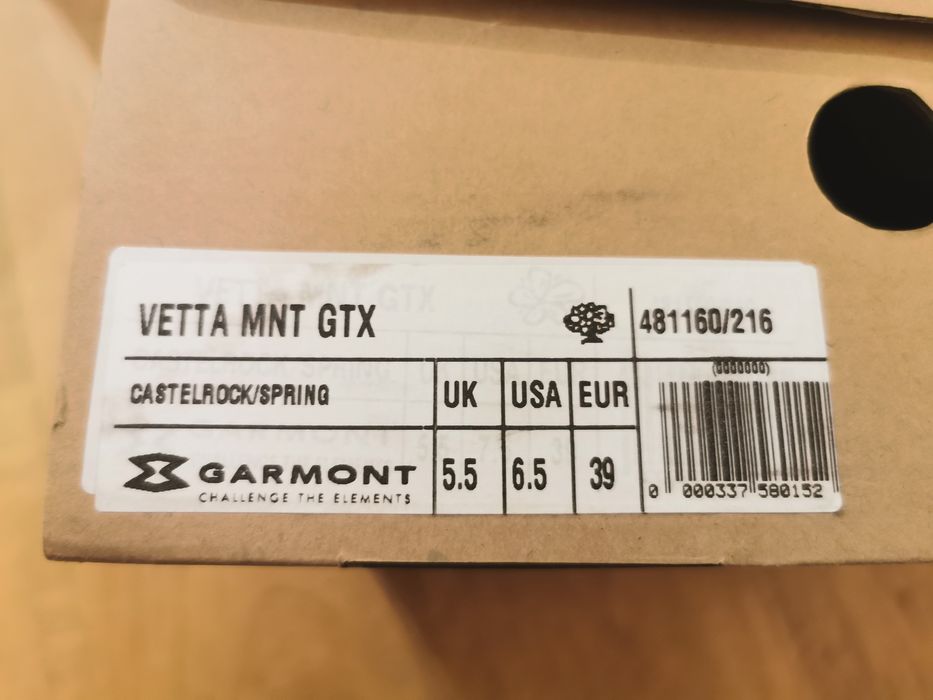 VETTA MNT GTX
481160/216
(0000000)
CASTELROCK/SPRING
UK USA EUR
GARMONT
CHALLENGE THE ELEMENTS
5.5 6.5 39
0 000337 580152